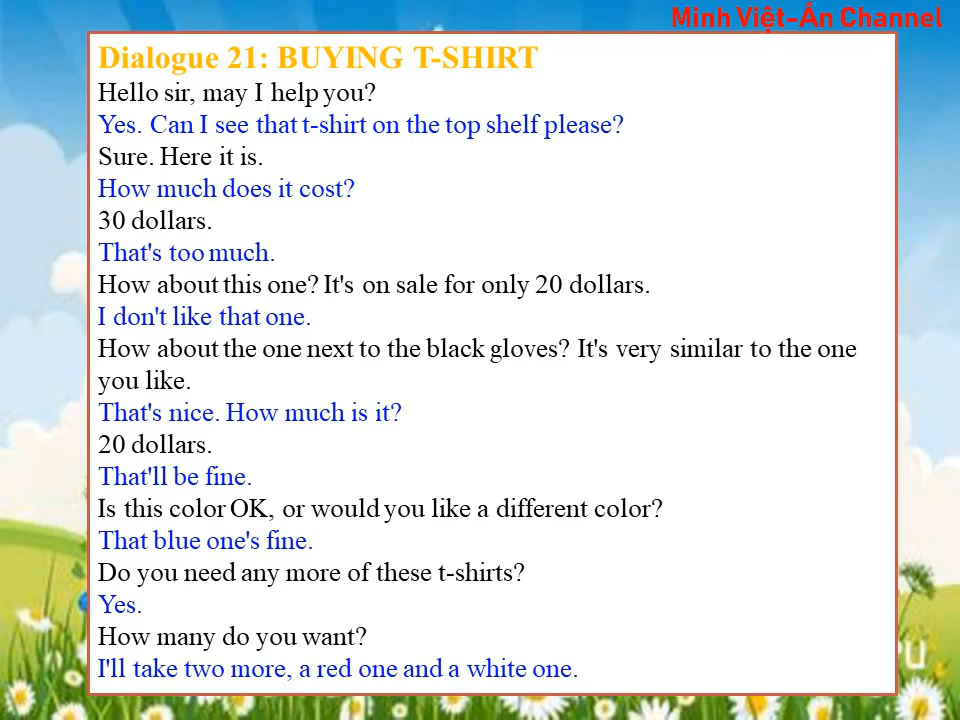 Minh Việt-Ấn Channel
Dialogue 21: BUYING T-SHIRT
Hello sir, may I help you?
Yes. Can I see that t-shirt on the top shelf please?
Sure. Here it is.
How much does it cost?
30 dollars.
That's too much.
How about this one? It's on sale for only 20 dollars.
I don't like that one.
How about the one next to the black gloves? It's very similar to the one
you like.
That's nice. How much is it?
20 dollars.
That'll be fine.
Is this color OK, or would you like a different color?
That blue one's fine.
Do you need any more of these t-shirts?
Yes.
How many do you want?
I'll take two more, a red one and a white one.